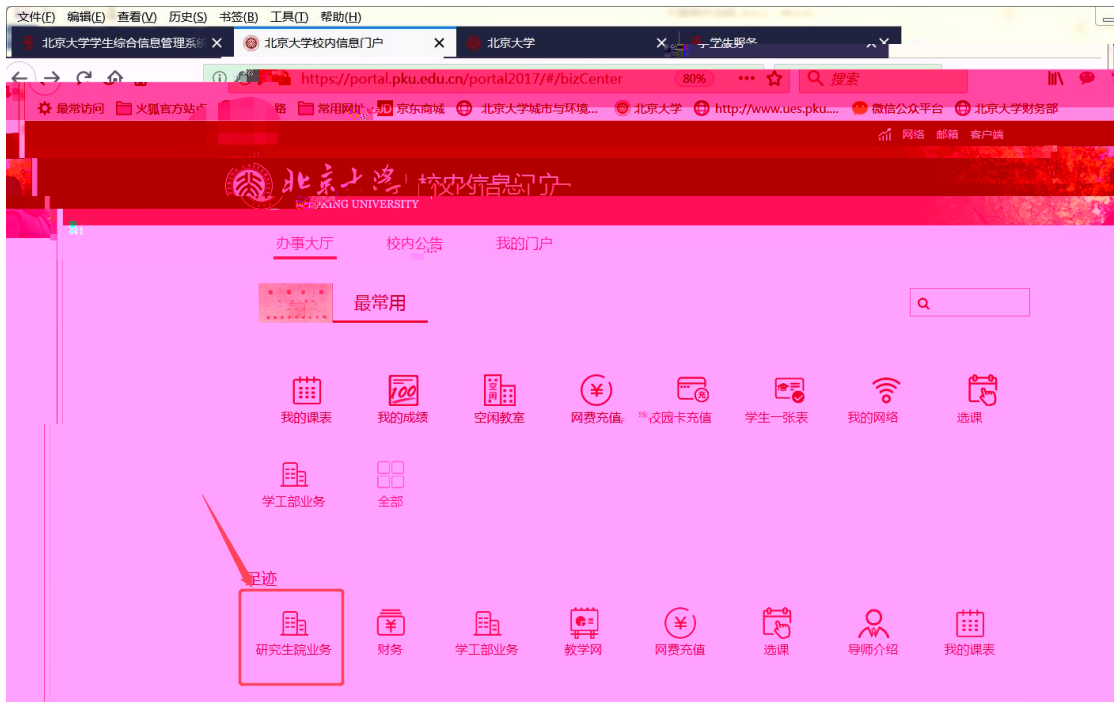 文件(F) 编辑(E) 查看(V) 历史(S) 书签(B) 工具(T) 帮助(H)
北京大学学生综合信息管理系统 北京大学校内信息门户 北京大学
https://portal.pku.edu.cn/portal2017/#/bizCenter 80% 搜索
最常访问 火狐官方站点 常用网址 京东商城 北京大学城市与环境... 北京大学 http://www.ues.pku.... 微信公众平台 北京大学财务部
网络 邮箱 客户端
北京大学 校内信息门户
PEKING UNIVERSITY
办事大厅 校内公告 我的门户
最常用
我的课表 我的成绩 空闲教室 网费充值 校园卡充值 学生一张表 我的网络 选课
学工部业务 全部
足迹
研究生院业务 财务 学工部业务 教学网 网费充值 选课 导师介绍 我的课表